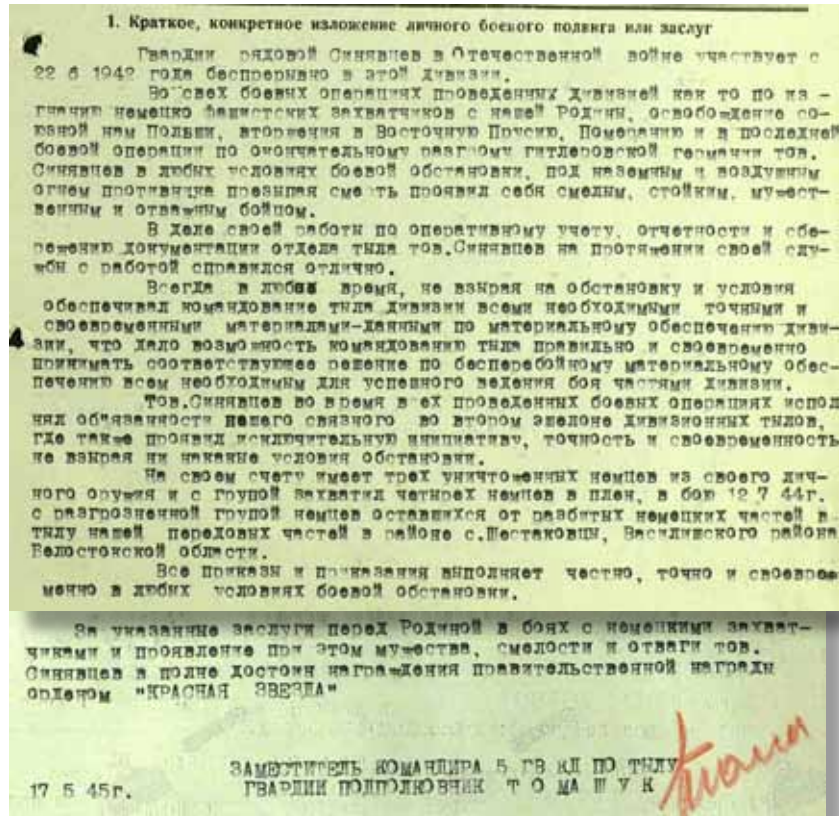 1. Краткое, конкретное изложение личного боевого подвига или заслуг
Гвардии рядовой Синявцев в Отечественной войне участвует с
22 6 1942 года беспрерывно в этой дивизии.
Во свех боевых операциях проведенных дивизией как то по из -
гнанию немецко фашистских захватчиков с нашей Родины, освобождение со-
юзной нам Польши, вторжения в Восточную Прусию, Померанию и в последней
боевой операции по окончательному разгрому гитлеровской германии тов.
Синявцев в любых условиях боевой обстановки, под наземным и воздушным
огнем противника презирая смерть проявил себя смелым, стойким, мужест-
венным и отважным бойцом.
В деле своей работы по оперативному учету, отчетности и сбе-
режению документации отдела тыла тов.Синявцев на протяжении своей слу-
жбы с работой справился отлично.
Всегда в любое время, не взирая на обстановку и условия
обеспечивал командование тыла дивизии всеми необходимыми точными и
своевременными материалами-данными по материальному обеспечению диви-
зии, что дало возможность командованию тыла правильно и своевременно
принимать соответствующее решение по бесперебойному материальному обес-
печению всем необходимым для успешного ведения боя частями дивизии.
Тов.Синявцев во время в ех проведенных боевых операциях испол
нял об"язанности пешего связного во втором эшелоне дивизионных тылов,
где также проявил исключительную инициативу, точность и своевременность
не взирая ни накакие условия обстановки.
На своем счету имеет трех уничтоженных немцев из своего лич-
ного оружия и с групой захватил четырех немцев в плен, в бою 12 7 44г.
с разгрозненной групой немцев оставшихся от разбитых немецких частей в
тылу нашей передовых частей в районе с.Шестаковцы, Василишского района
Белостокской области.
Все приказы и приказания выполняет честно, точно и своевре
менно в любых условиях боевой обстановки.
За указанные заслуги перед Родиной в боях с немецкими захват-
чиками и проявление при этом мужества, смелости и отваги тов.
Синявцев в полне достоин награждения правительственной награды
орденом "КРАСНАЯ ЗВЕЗДА"
ЗАМЕСТИТЕЛЬ КОМАНДИРА 5 ГВ КД ПО ТЫЛУ
17 5 45г. ГВАРДИИ ПОДПОЛКОВНИК Т О МА Ш У К